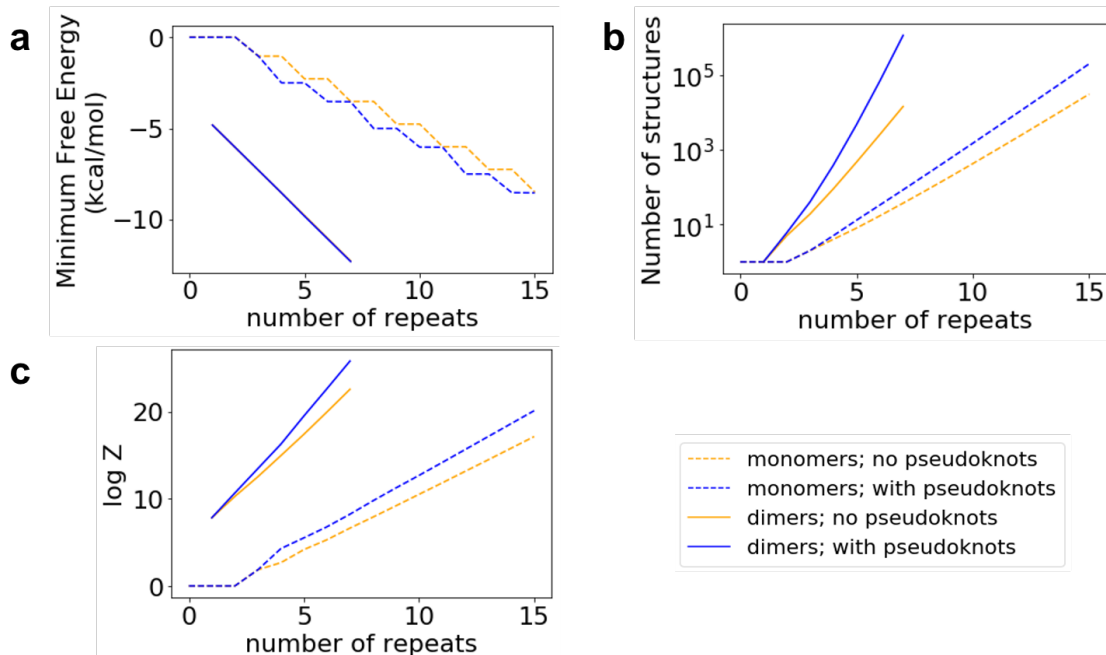 a
Minimum Free Energy
(kcal/mol)
0
−5
−10
0 5 10 15
number of repeats
b
Number of structures
10^5
10^3
10^1
0 5 10 15
number of repeats
c
log Z
20
10
0
0 5 10 15
number of repeats
monomers; no pseudoknots
monomers; with pseudoknots
dimers; no pseudoknots
dimers; with pseudoknots